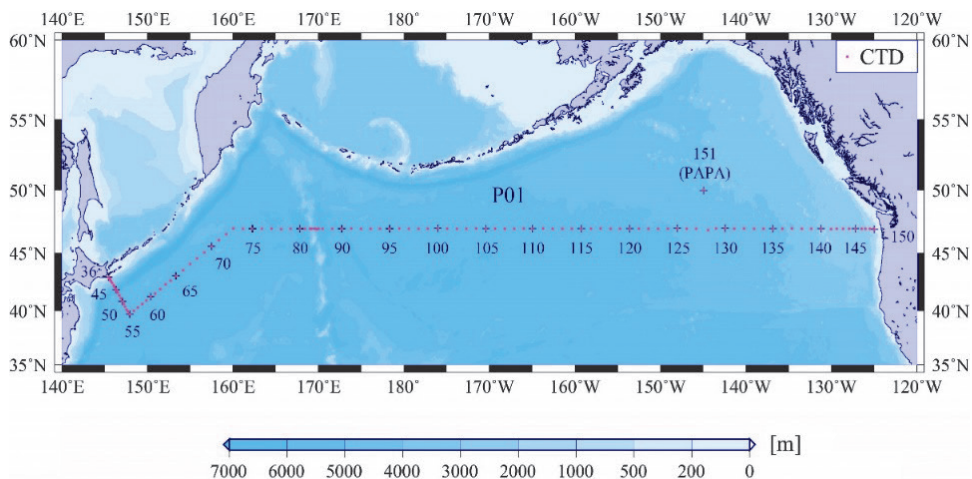 140°E 150°E 160°E 170°E 180° 170°W 160°W 150°W 140°W 130°W 120°W
60°N 60°N
CTD
55°N 55°N
151
(PAPA)
50°N 50°N
P01
45°N 45°N
75 80 90 95 100 105 110 115 120 125 130 135 140 145 150
70
36
65
45
40°N 50 60 40°N
55
35°N 35°N
140°E 150°E 160°E 170°E 180° 170°W 160°W 150°W 140°W 130°W 120°W
[m]
7000 6000 5000 4000 3000 2000 1000 500 200 0